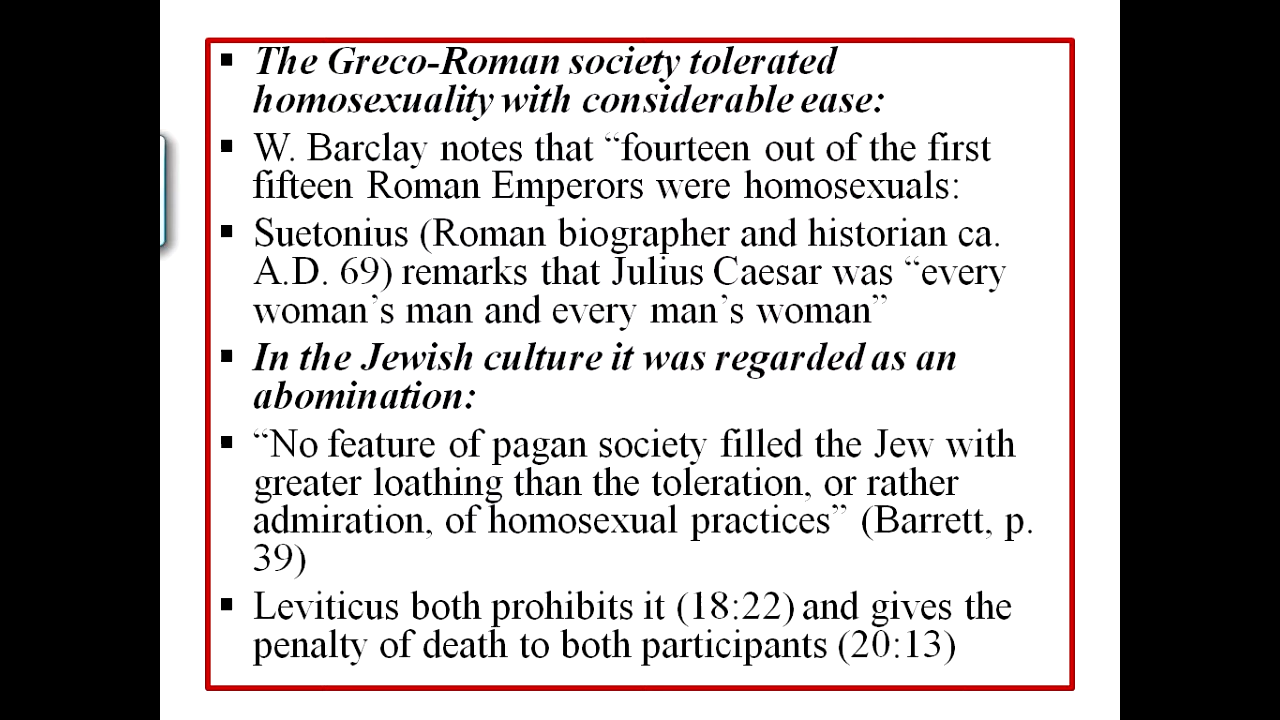 ▪ The Greco-Roman society tolerated
homosexuality with considerable ease:
▪ W. Barclay notes that “fourteen out of the first
fifteen Roman Emperors were homosexuals:
▪ Suetonius (Roman biographer and historian ca.
A.D. 69) remarks that Julius Caesar was “every
woman’s man and every man’s woman”
▪ In the Jewish culture it was regarded as an
abomination:
▪ “No feature of pagan society filled the Jew with
greater loathing than the toleration, or rather
admiration, of homosexual practices” (Barrett, p.
39)
▪ Leviticus both prohibits it (18:22) and gives the
penalty of death to both participants (20:13)